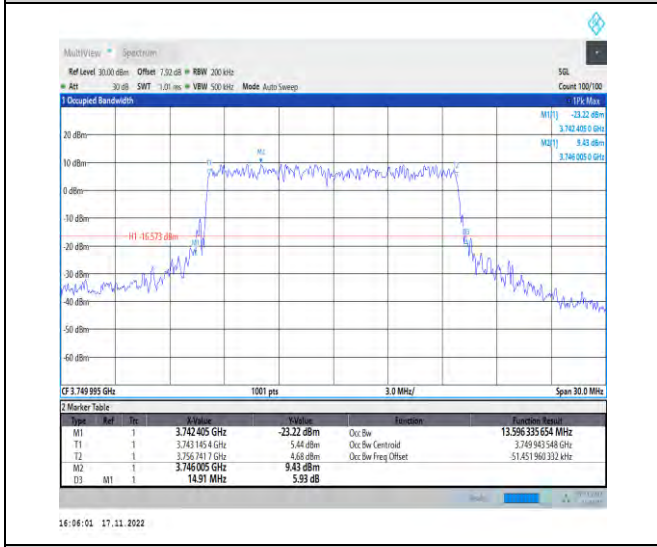 MultiView Spectrum
Ref Level 30.00 dBm Offset 7.92 dB RBW 200 kHz SGL
Att 30 dB SWT 1.01 ms VBW 500 kHz Mode Auto Sweep Count 100/100
1 Occupied Bandwidth 1Pk Max
M1[1] -23.22 dBm
3.742 405 0 GHz
M2[1] 9.43 dBm
3.746 005 0 GHz
20 dBm
M2
10 dBm
T1
0 dBm
-10 dBm
H1 -16.573 dBm
-20 dBm
-30 dBm
-40 dBm
-50 dBm
-60 dBm
CF 3.749 995 GHz 1001 pts 3.0 MHz/ Span 30.0 MHz
2 Marker Table
Type Ref Trc X-Value Y-Value Function Function Result
M1 1 3.742 405 GHz -23.22 dBm Occ Bw 13.596 335 654 MHz
T1 1 3.743 145 4 GHz 5.44 dBm Occ Bw Centroid 3.749 943 548 GHz
T2 1 3.756 741 7 GHz 4.68 dBm Occ Bw Freq Offset -51.451 960 332 kHz
M2 1 3.746 005 GHz 9.43 dBm
D3 M1 1 14.91 MHz 5.93 dB
16:06:01 17.11.2022